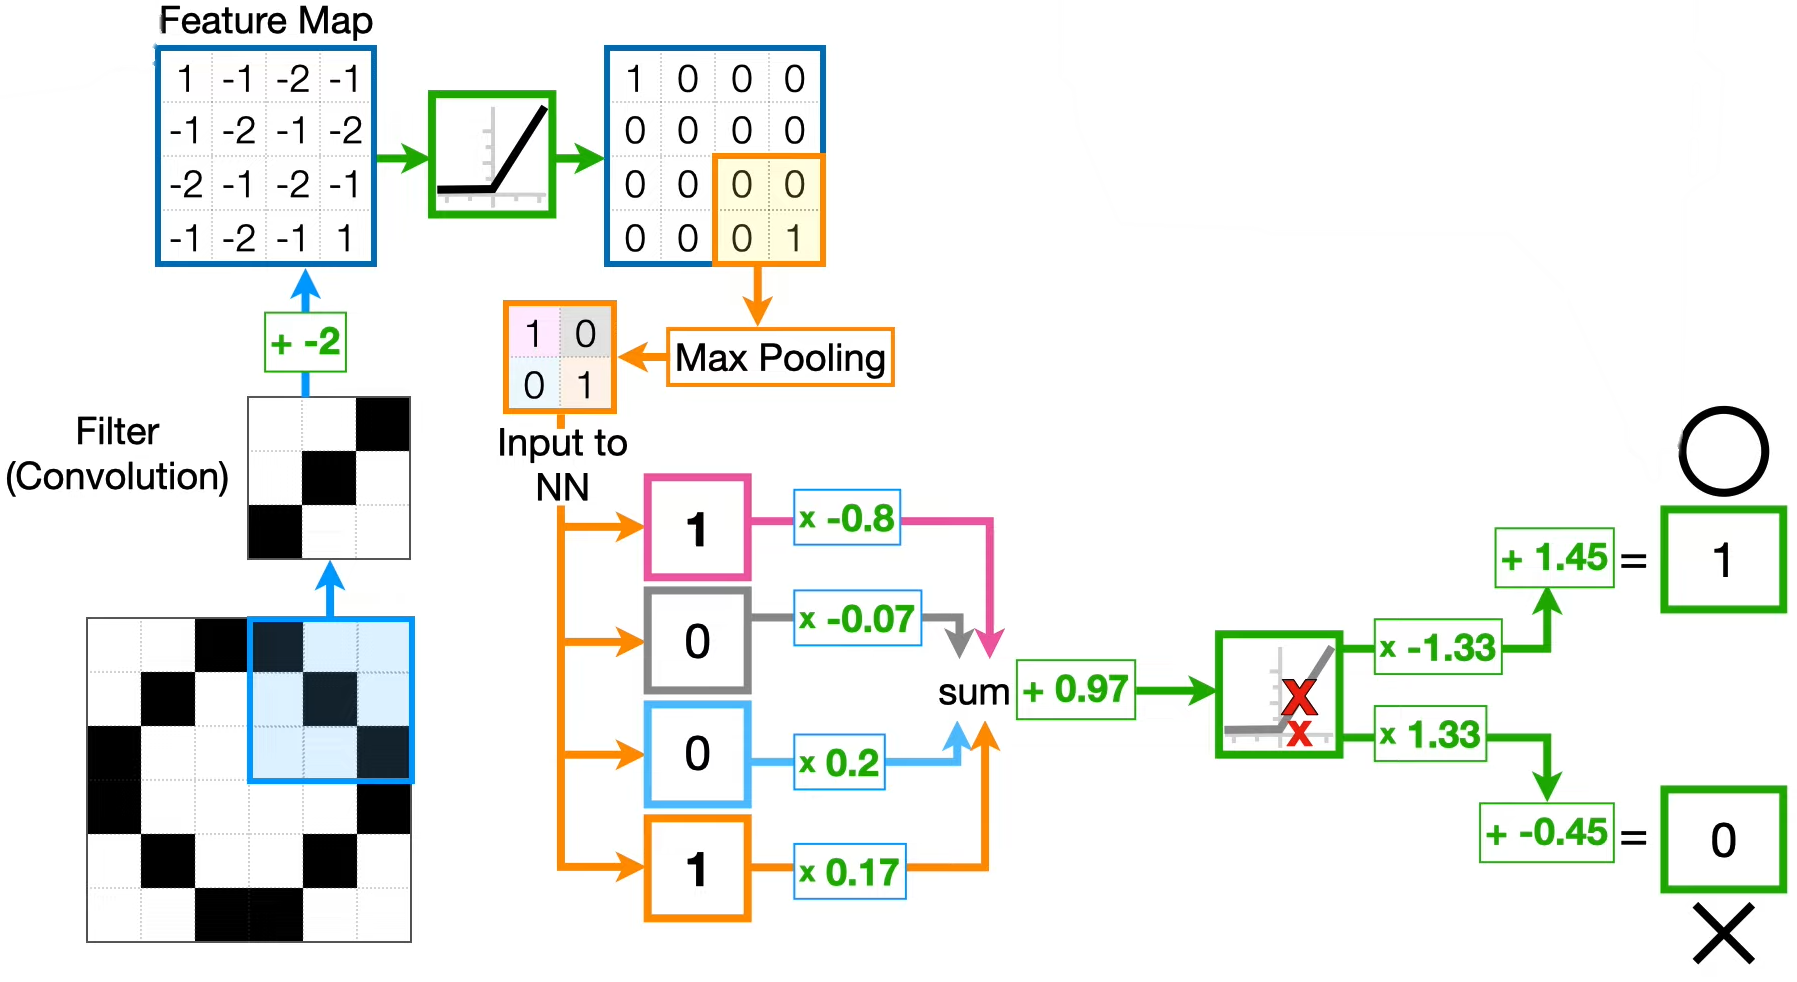 Feature Map
1 -1 -2 -1
-1 -2 -1 -2
-2 -1 -2 -1
-1 -2 -1 1
1 0 0 0
0 0 0 0
0 0 0 0
0 0 0 1
+ -2
1 0
0 1
Max Pooling
Filter
(Convolution)
Input to
NN
1
x -0.8
0
x -0.07
sum
+ 0.97
0
x 0.2
1
x 0.17
X
x
x -1.33
+ 1.45 =
1
x 1.33
+ -0.45 =
0